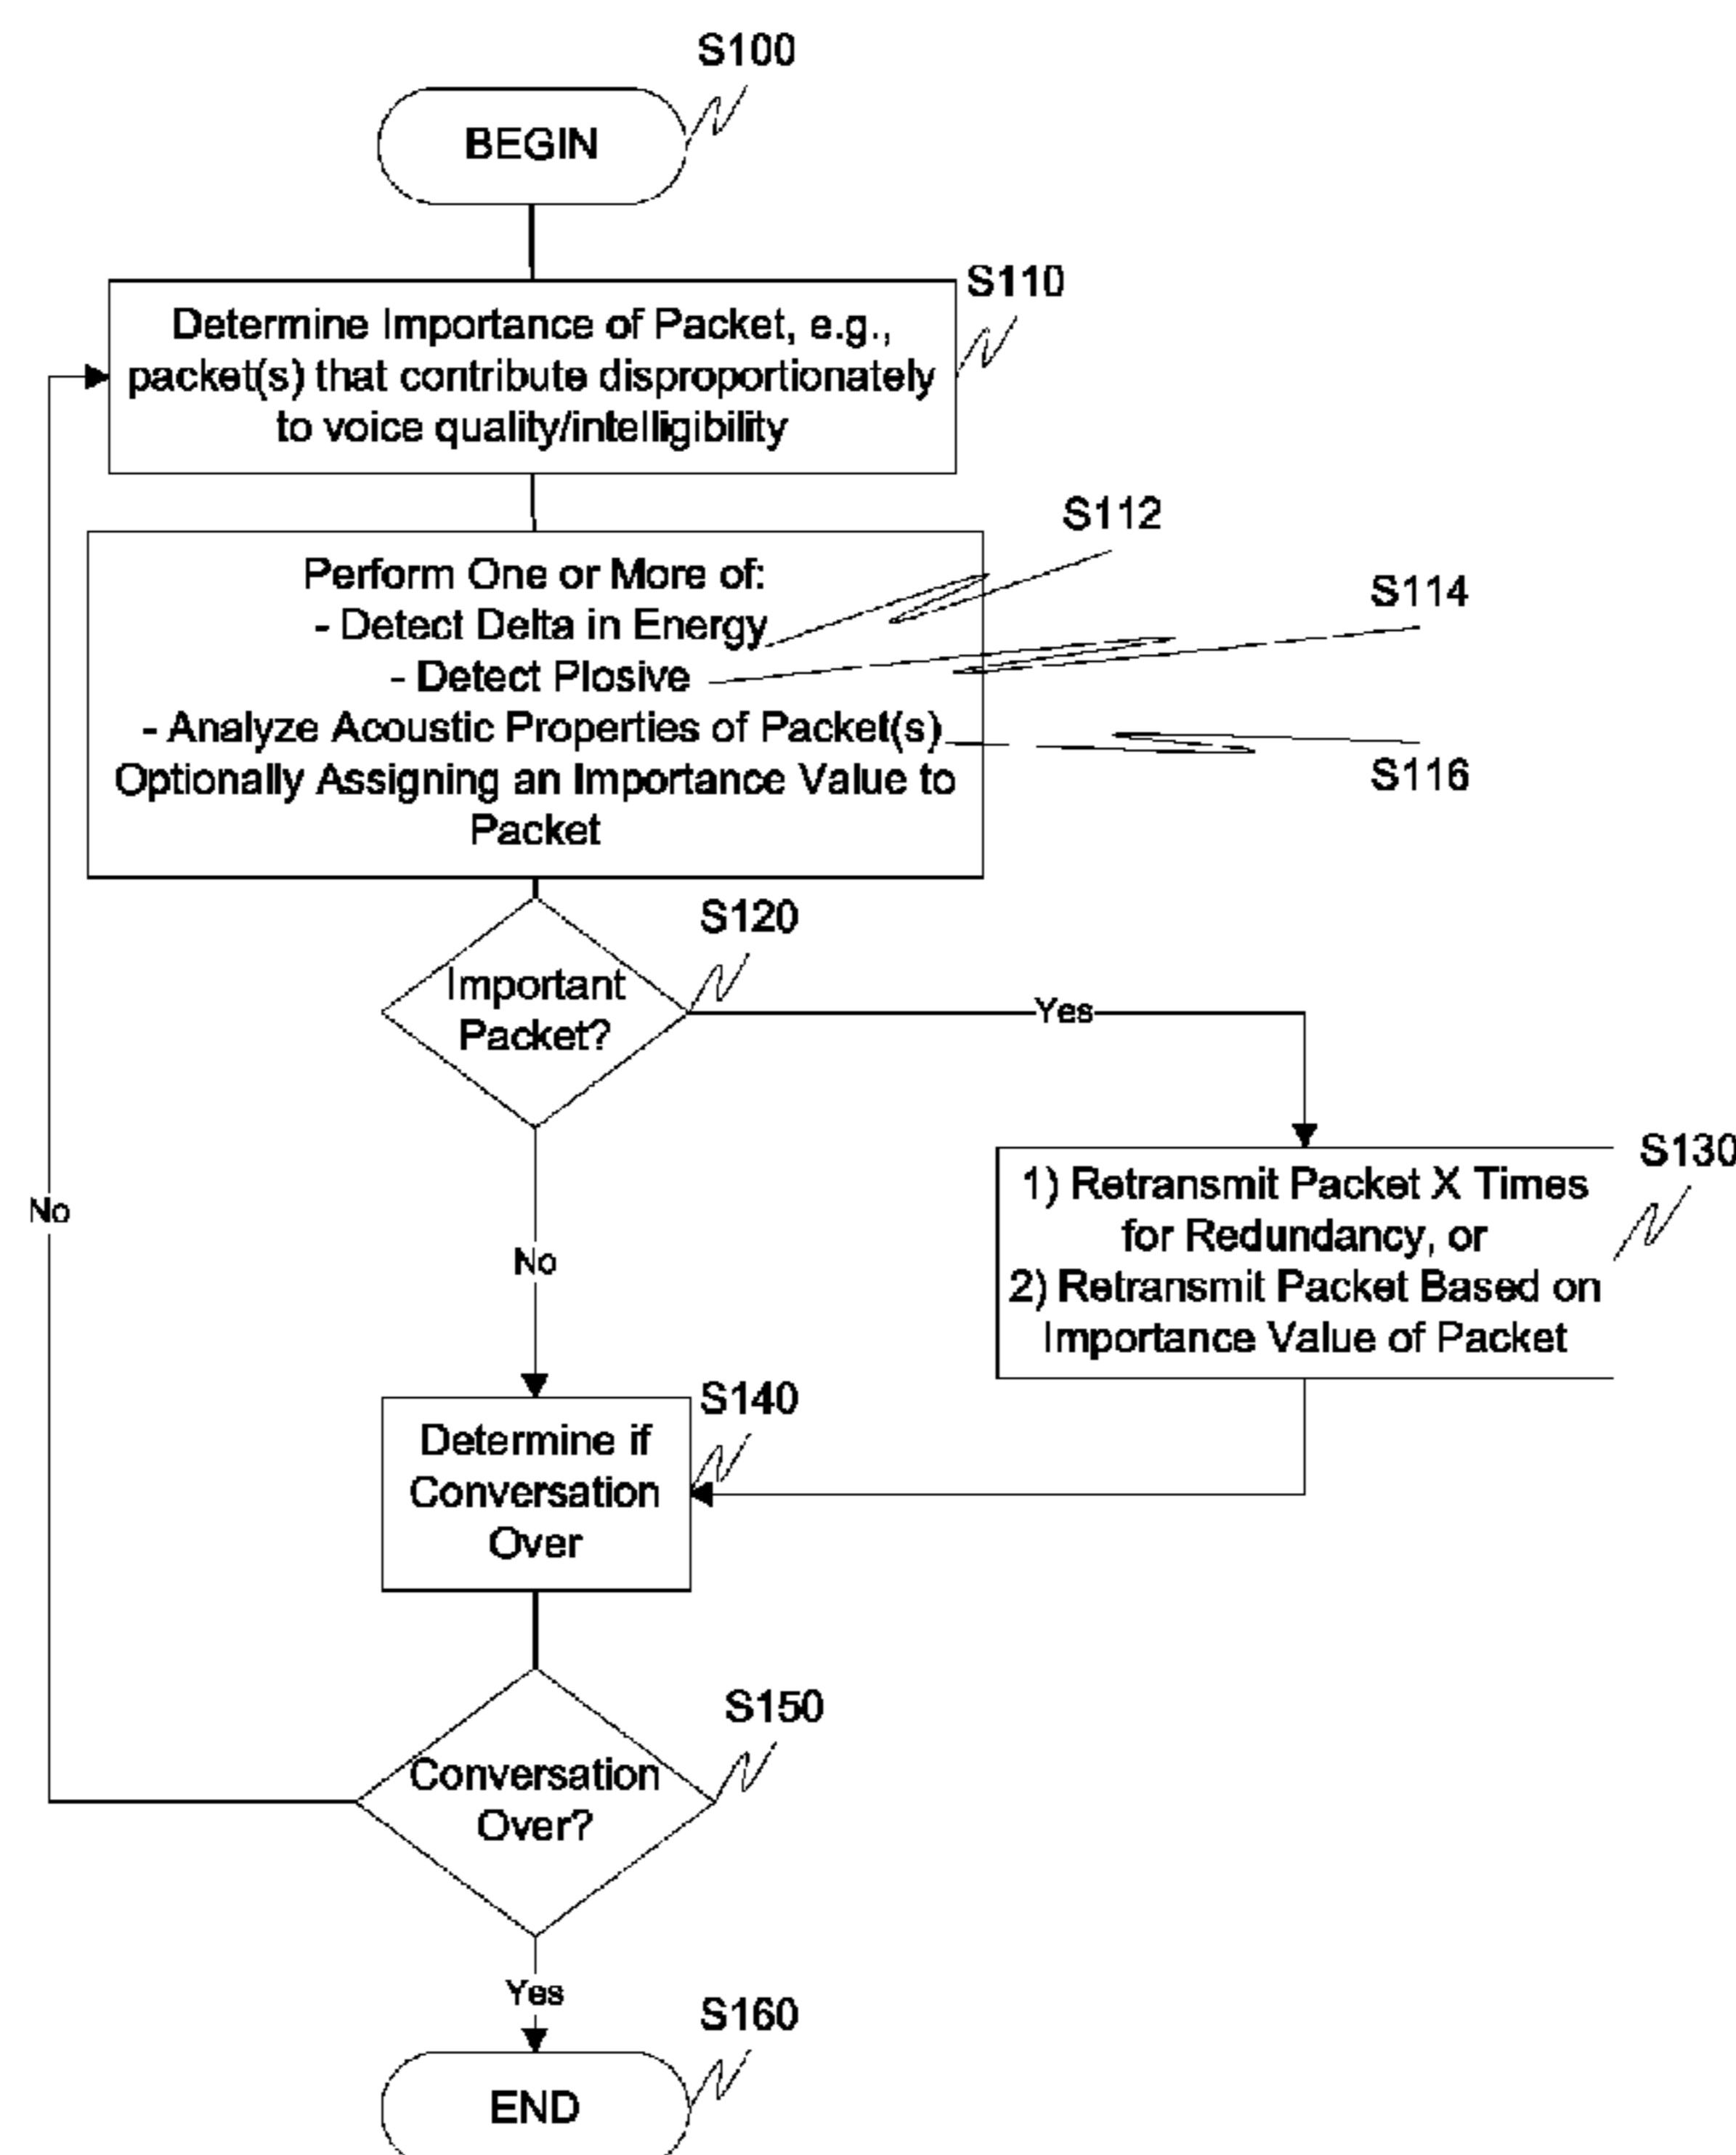 S100
BEGIN
S110
Determine Importance of Packet, e.g.,
packet(s) that contribute disproportionately
to voice quality/intelligibility
S112
Perform One or More of:
- Detect Delta in Energy
S114
- Detect Plosive
- Analyze Acoustic Properties of Packet(s)
S116
Optionally Assigning an Importance Value to
Packet
S120
Important
Packet?
Yes
S130
1) Retransmit Packet X Times
for Redundancy, or
2) Retransmit Packet Based on
Importance Value of Packet
No
No
S140
Determine if
Conversation
Over
S150
Conversation
Over?
Yes
S160
END